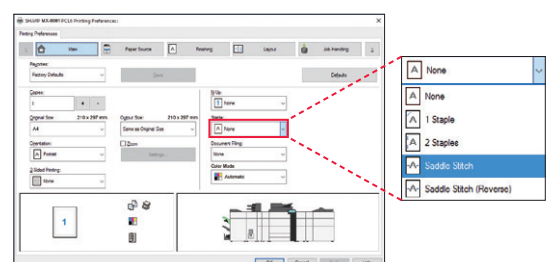 SHARP MX-8081 PCL6 Printing Preferences
Printing Preferences
Main
Paper Source
Finishing
Layout
Job Handling
Favorites:
Factory Defaults
Save
Defaults
Copies:
1
N-Up:
1 None
Original Size: 210 x 297 mm.
Output Size: 210 x 297 mm.
Staple:
A4
Same as Original Size
A None
Orientation:
Zoom
Document Filing:
A Portrait
Settings...
None
2-Sided Printing:
Color Mode:
None
Automatic
1
A None
A None
A 1 Staple
A 2 Staples
A Saddle Stitch
A Saddle Stitch (Reverse)